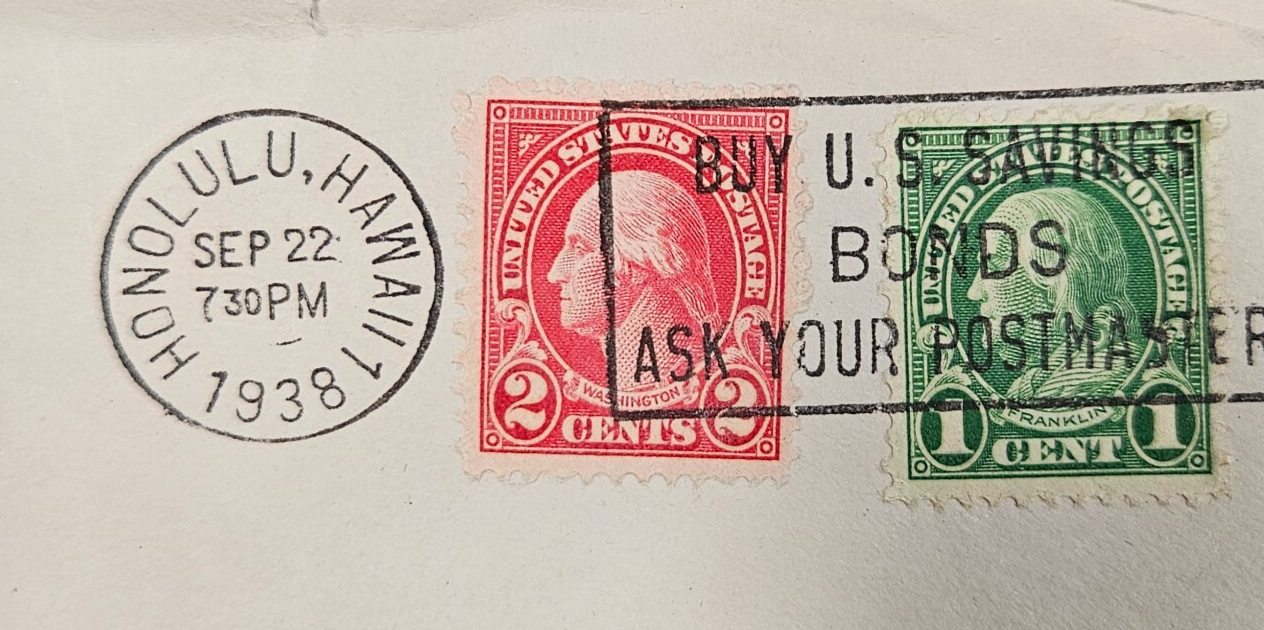 HONOLULU, HAWAII 1
SEP 22
730PM
1938
UNITED STATES POSTAGE
WASHINGTON
2 CENTS 2
BUY U.S. SAVINGS
BONDS
ASK YOUR POSTMASTER
UNITED STATES POSTAGE
FRANKLIN
1 CENT 1